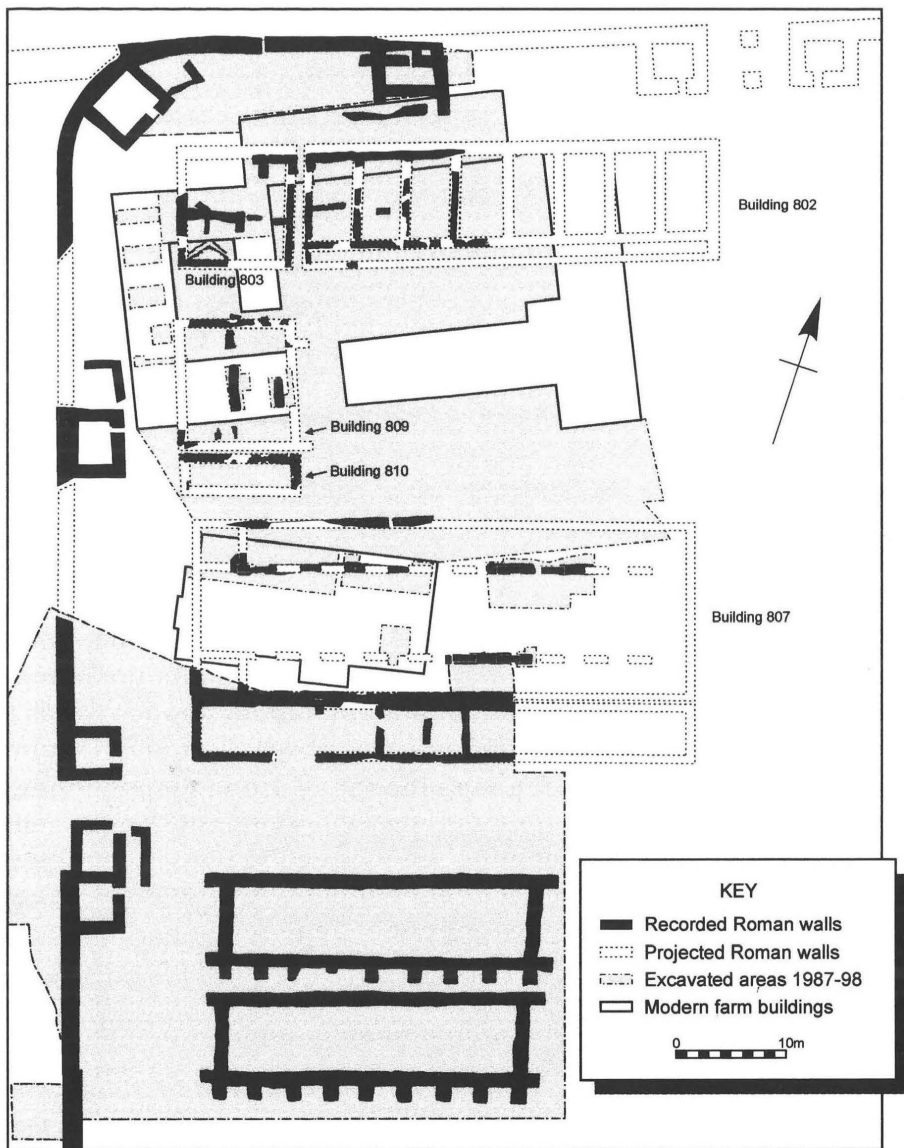 Building 802
Building 803
Building 809
Building 810
Building 807
KEY
Recorded Roman walls
Projected Roman walls
Excavated areas 1987-98
Modern farm buildings
0 10m